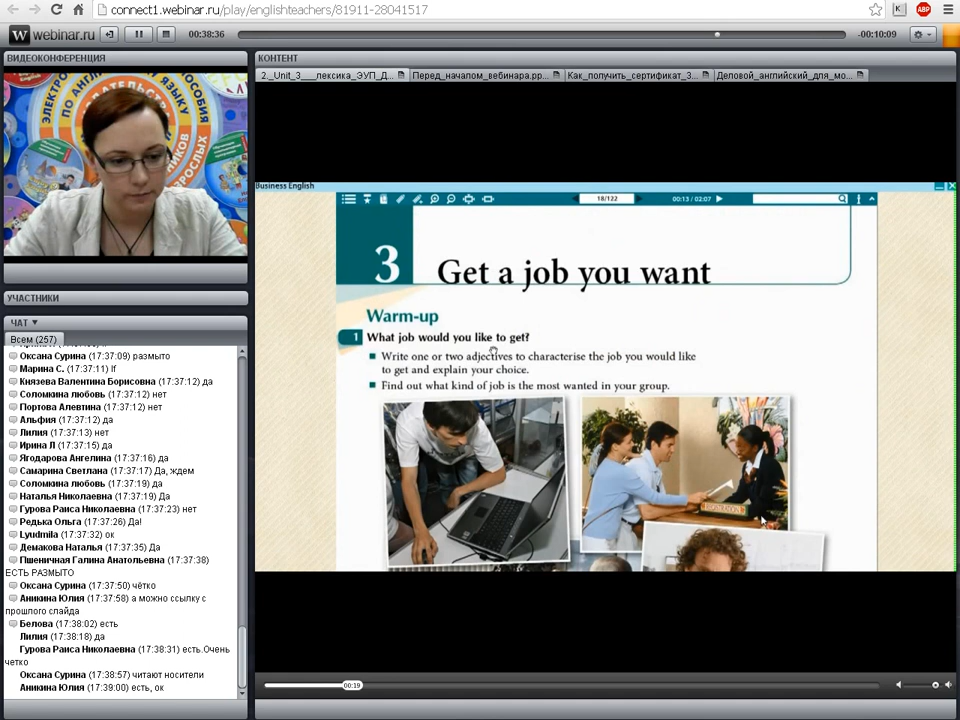 connect1.webinar.ru/play/englishteachers/81911-28041517
K
ABP
W webinar.ru
00:38:36
-00:10:09
ВИДЕОКОНФЕРЕНЦИЯ
УЧАСТНИКИ
ЧАТ ▼
Всем (257)
Оксана Сурина (17:37:09) размыто
Марина С. (17:37:11) lf
Князева Валентина Борисовна (17:37:12) да
Соломкина любовь (17:37:12) нет
Портова Алевтина (17:37:12) нет
Альфия (17:37:12) да
Лилия (17:37:13) нет
Ирина Л (17:37:15) да
Ягодарова Ангелина (17:37:16) да
Самарина Светлана (17:37:17) Да, ждем
Соломкина любовь (17:37:19) да
Наталья Николаевна (17:37:19) Да
Гурова Раиса Николаевна (17:37:23) нет
Редька Ольга (17:37:26) Да!
Lyudmila (17:37:32) ок
Демакова Наталья (17:37:35) Да
Пшеничная Галина Анатольевна (17:37:38)
ЕСТЬ РАЗМЫТО
Оксана Сурина (17:37:50) чётко
Аникина Юлия (17:37:58) а можно ссылку с
прошлого слайда
Белова (17:38:02) есть
Лилия (17:38:18) да
Гурова Раиса Николаевна (17:38:31) есть.Очень
четко
Оксана Сурина (17:38:57) читают носители
Аникина Юлия (17:39:00) есть, ок
КОНТЕНТ
2._Unit_3___лексика_ЭУП_Д...
Перед_началом_вебинара.pp...
Как_получить_сертификат_3...
Деловой_английский_для_мо...
Business English
18/122
00:13 / 02:07
3
Get a job you want
Warm-up
1 What job would you like to get?
Write one or two adjectives to characterise the job you would like
to get and explain your choice.
Find out what kind of job is the most wanted in your group.
00:19